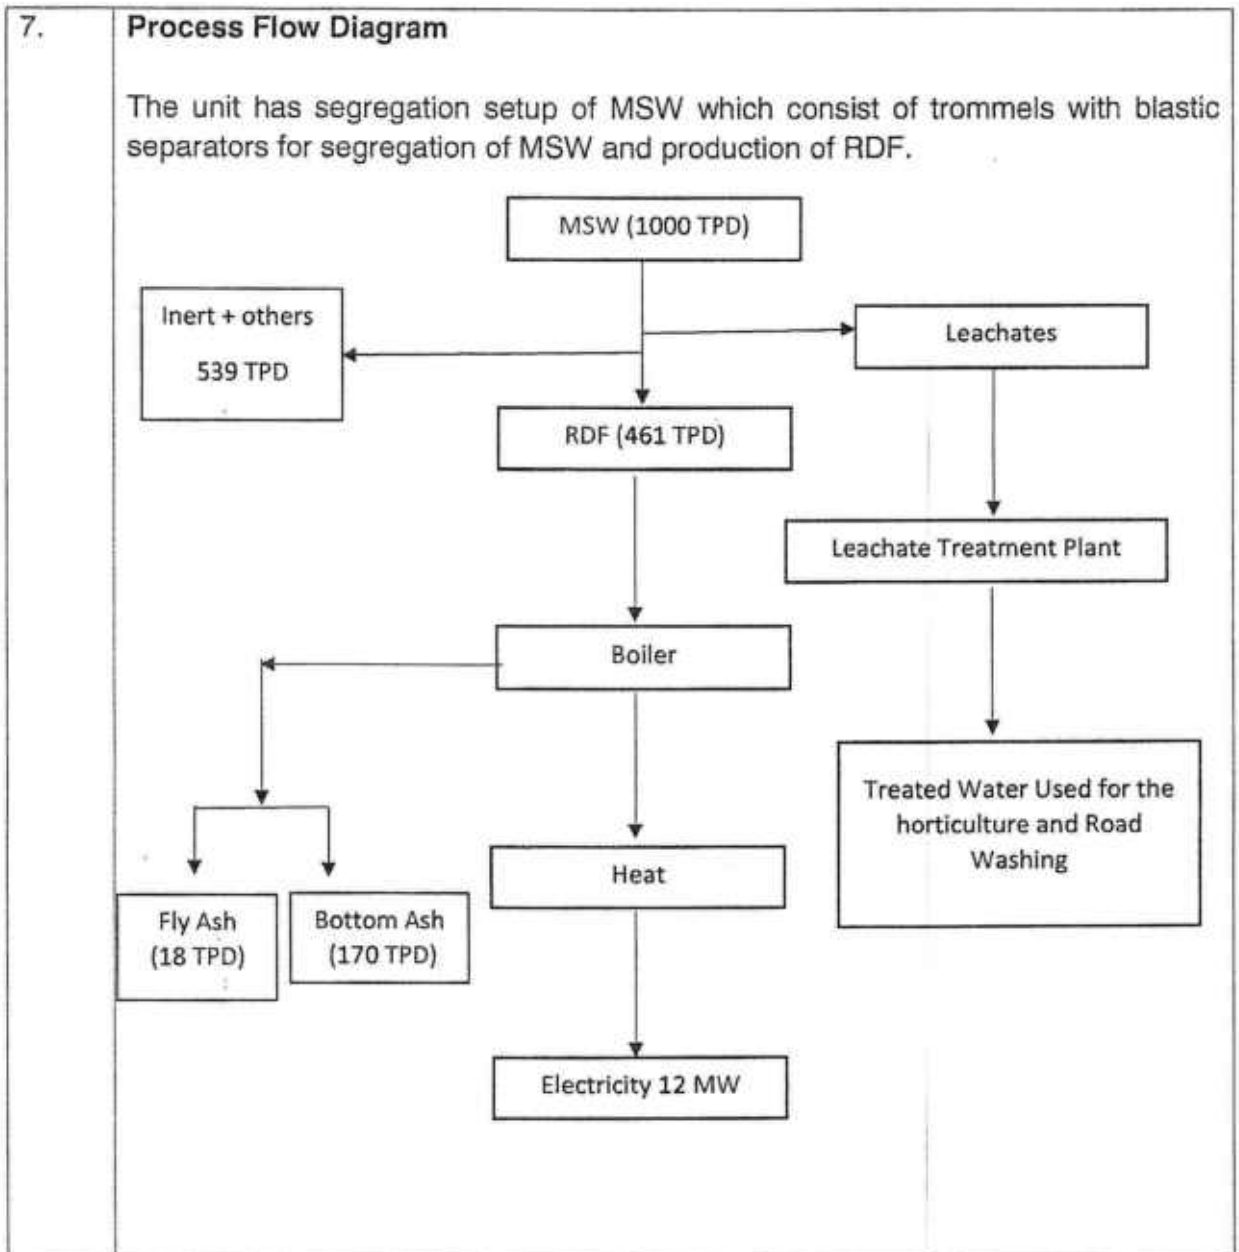 7.
Process Flow Diagram
The unit has segregation setup of MSW which consist of trommels with blastic
separators for segregation of MSW and production of RDF.
MSW (1000 TPD)
Inert + others
539 TPD
Leachates
RDF (461 TPD)
Leachate Treatment Plant
Boiler
Treated Water Used for the
horticulture and Road
Washing
Heat
Fly Ash
(18 TPD)
Bottom Ash
(170 TPD)
Electricity 12 MW